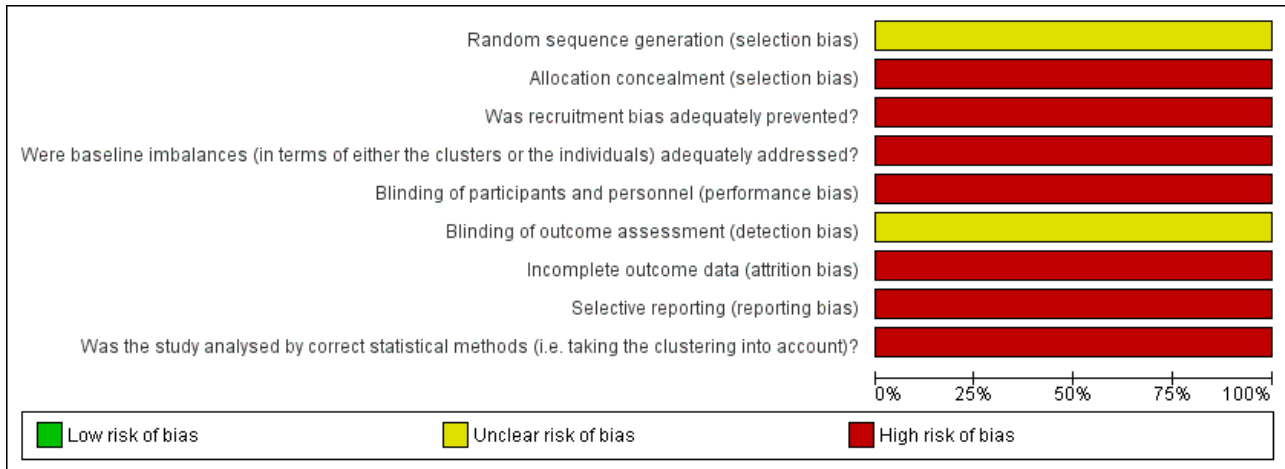 Random sequence generation (selection bias)
Allocation concealment (selection bias)
Was recruitment bias adequately prevented?
Were baseline imbalances (in terms of either the clusters or the individuals) adequately addressed?
Blinding of participants and personnel (performance bias)
Blinding of outcome assessment (detection bias)
Incomplete outcome data (attrition bias)
Selective reporting (reporting bias)
Was the study analysed by correct statistical methods (i.e. taking the clustering into account)?
0% 25% 50% 75% 100%
Low risk of bias Unclear risk of bias High risk of bias